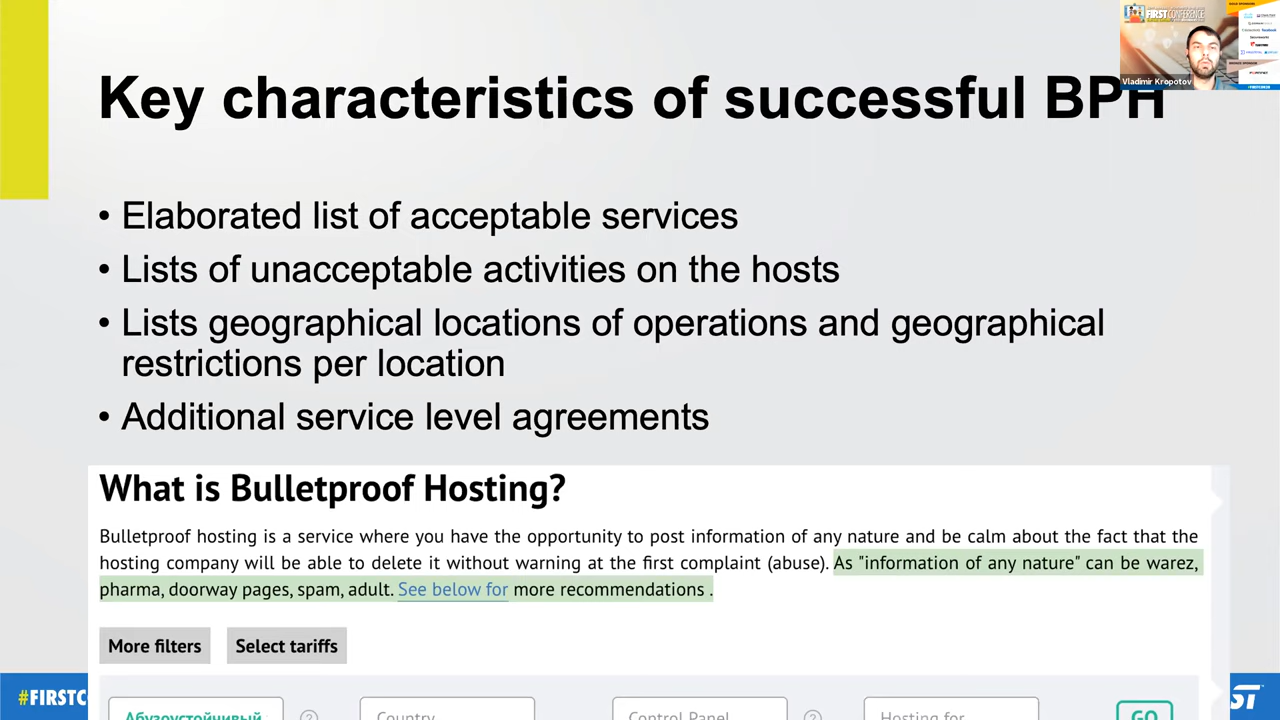 FIRSTCONFERENCE
Vladimir Kropotov
Key characteristics of successful BPH
• Elaborated list of acceptable services
• Lists of unacceptable activities on the hosts
• Lists geographical locations of operations and geographical
restrictions per location
• Additional service level agreements
What is Bulletproof Hosting?
Bulletproof hosting is a service where you have the opportunity to post information of any nature and be calm about the fact that the
hosting company will be able to delete it without warning at the first complaint (abuse). As "information of any nature" can be warez,
pharma, doorway pages, spam, adult. See below for more recommendations .
More filters
Select tariffs
Абузоустойчивый
Country
Control Panel
Hosting for
GO
#FIRSTC
ST